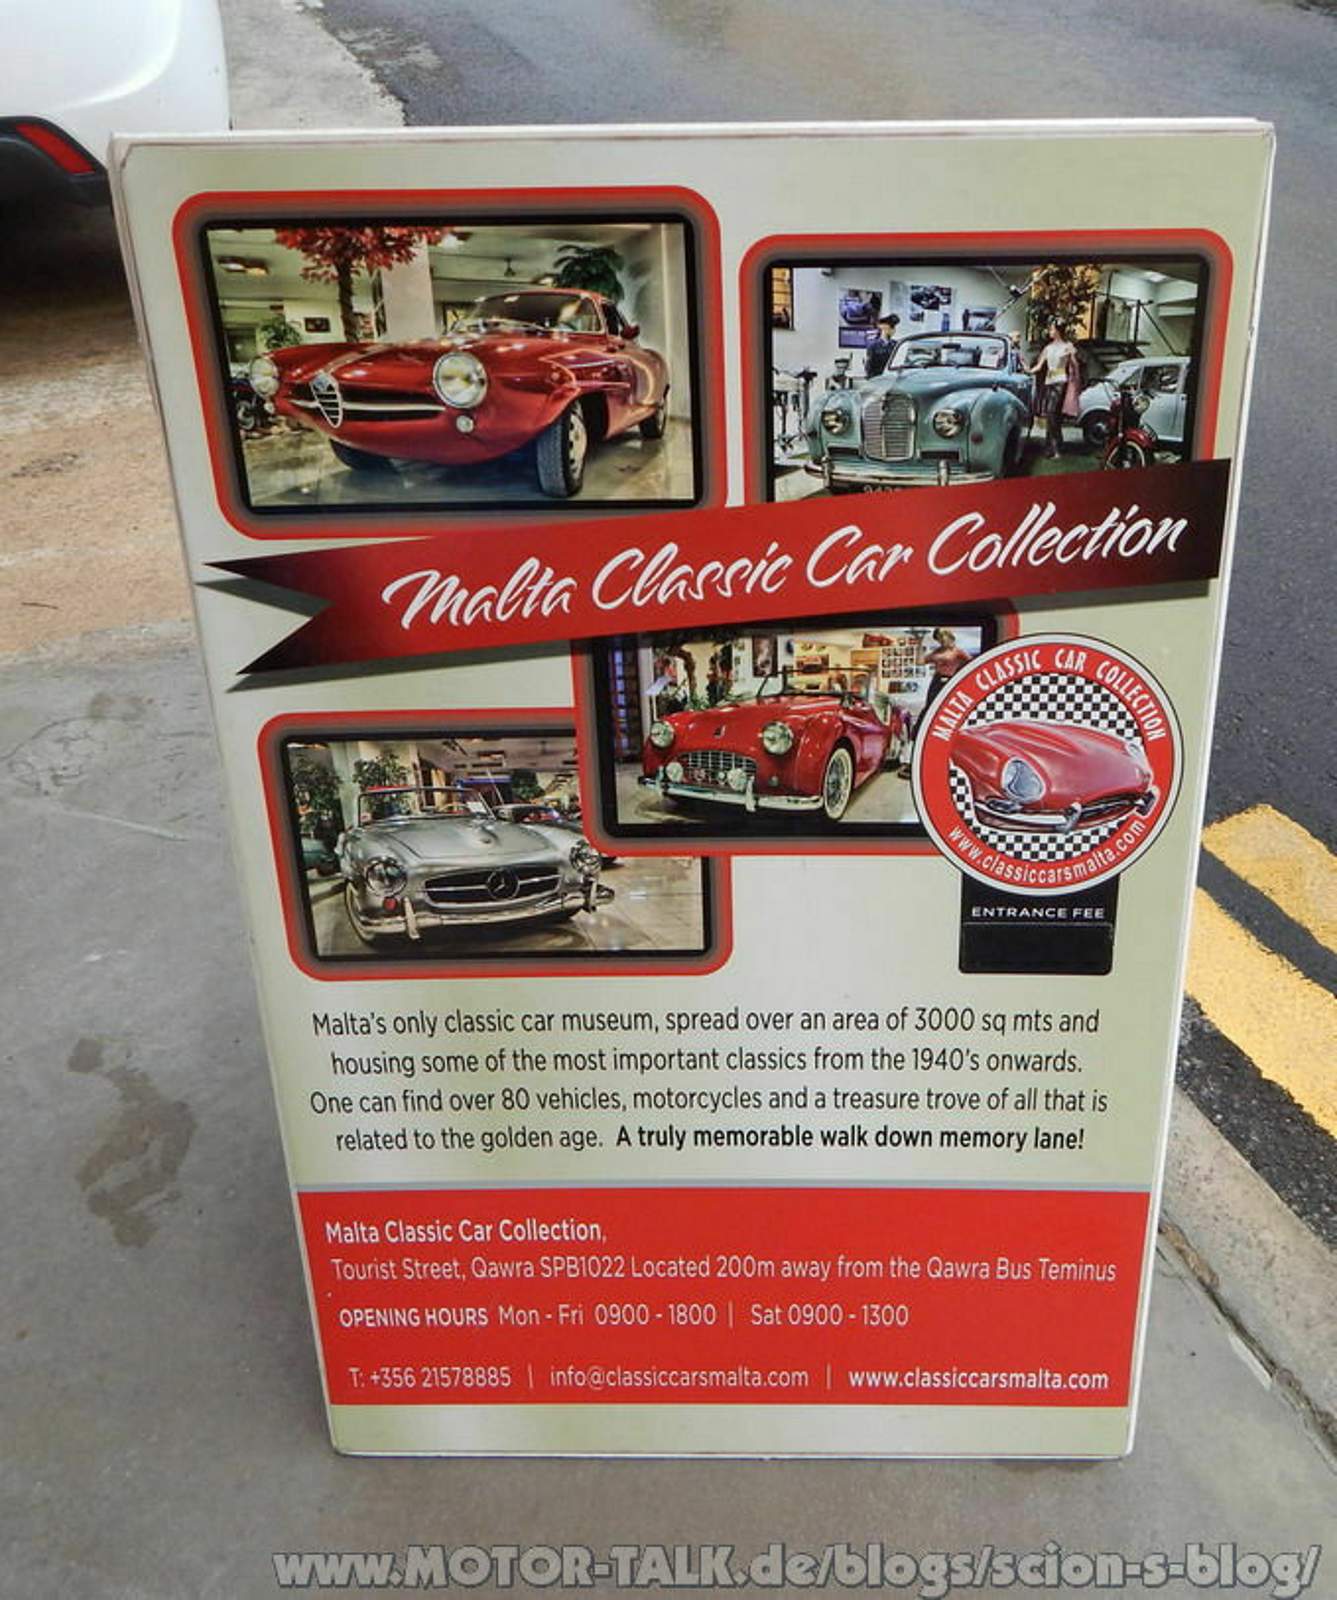 Malta Classic Car Collection
MALTA CLASSIC CAR COLLECTION
www.classiccarsmalta.com
ENTRANCE FEE
Malta's only classic car museum, spread over an area of 3000 sq mts and
housing some of the most important classics from the 1940's onwards.
One can find over 80 vehicles, motorcycles and a treasure trove of all that is
related to the golden age. A truly memorable walk down memory lane!
Malta Classic Car Collection,
Tourist Street, Qawra SPB1022 Located 200m away from the Qawra Bus Teminus
OPENING HOURS Mon - Fri 0900 - 1800 | Sat 0900 - 1300
T: +356 21578885 | info@classiccarsmalta.com | www.classiccarsmalta.com
www.MOTOR-TALK.de/blogs/scion-s-blog/